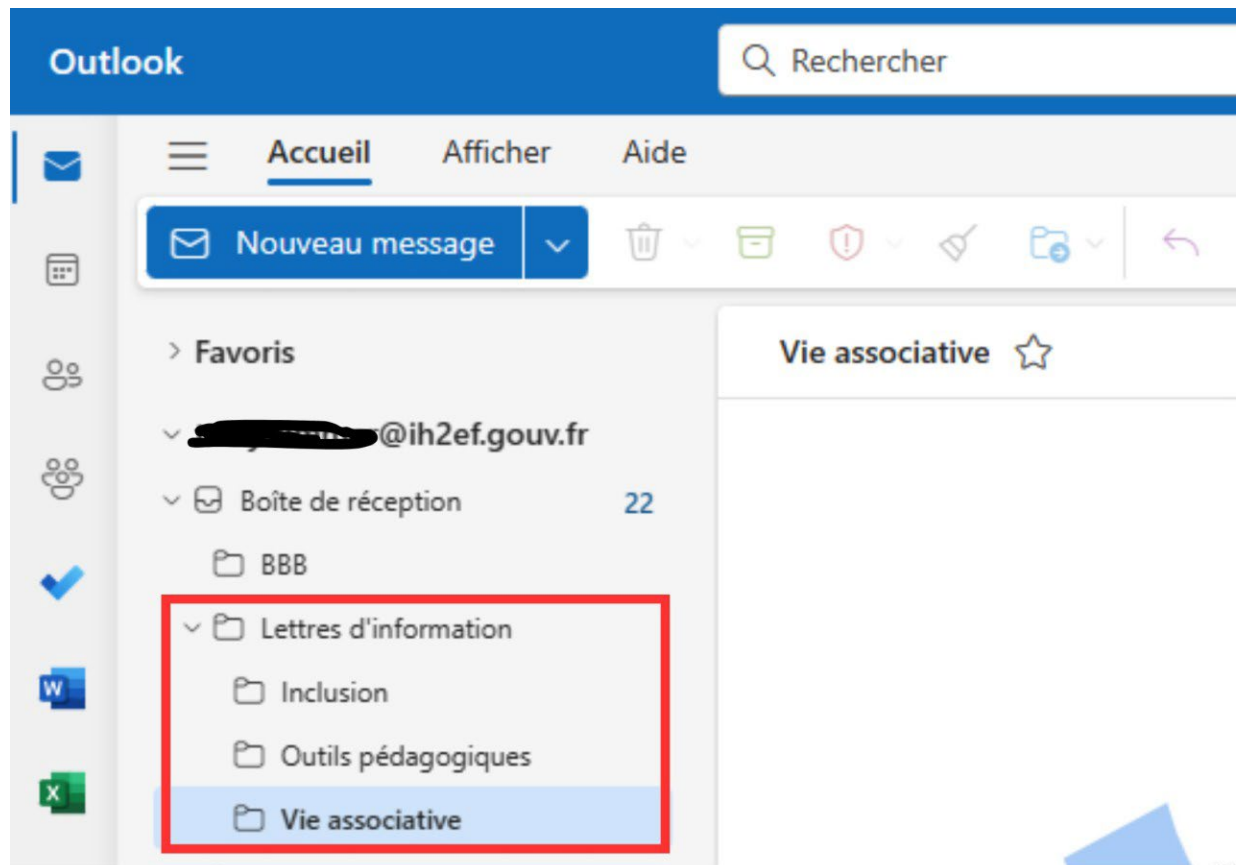 Outlook
Rechercher
Accueil Afficher Aide
Nouveau message
Favoris
Vie associative
@ih2ef.gouv.fr
Boîte de réception 22
BBB
Lettres d'information
Inclusion
Outils pédagogiques
Vie associative